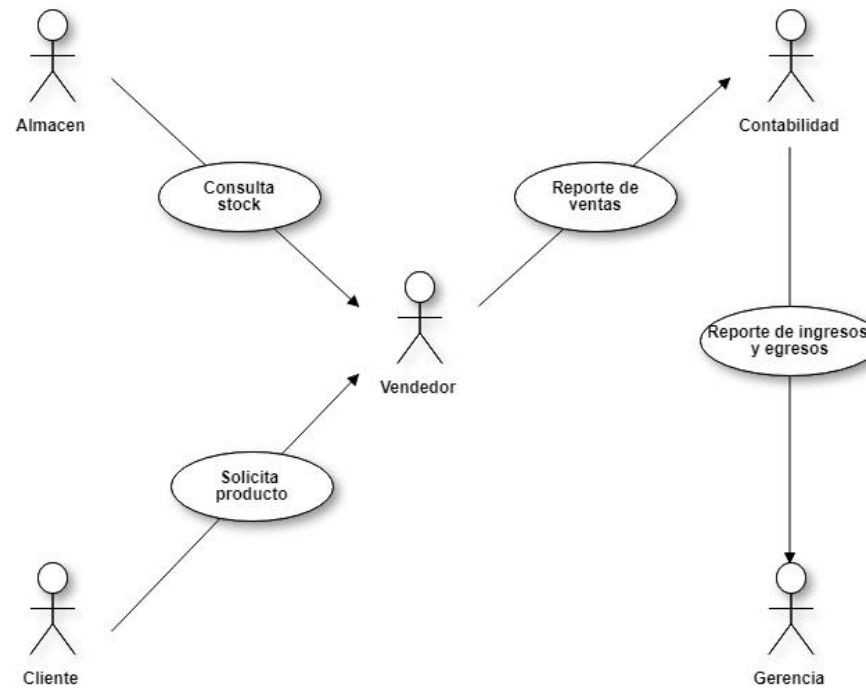 Almacen
Contabilidad
Consulta
stock
Reporte de
ventas
Vendedor
Reporte de ingresos
y egresos
Solicita
producto
Cliente
Gerencia